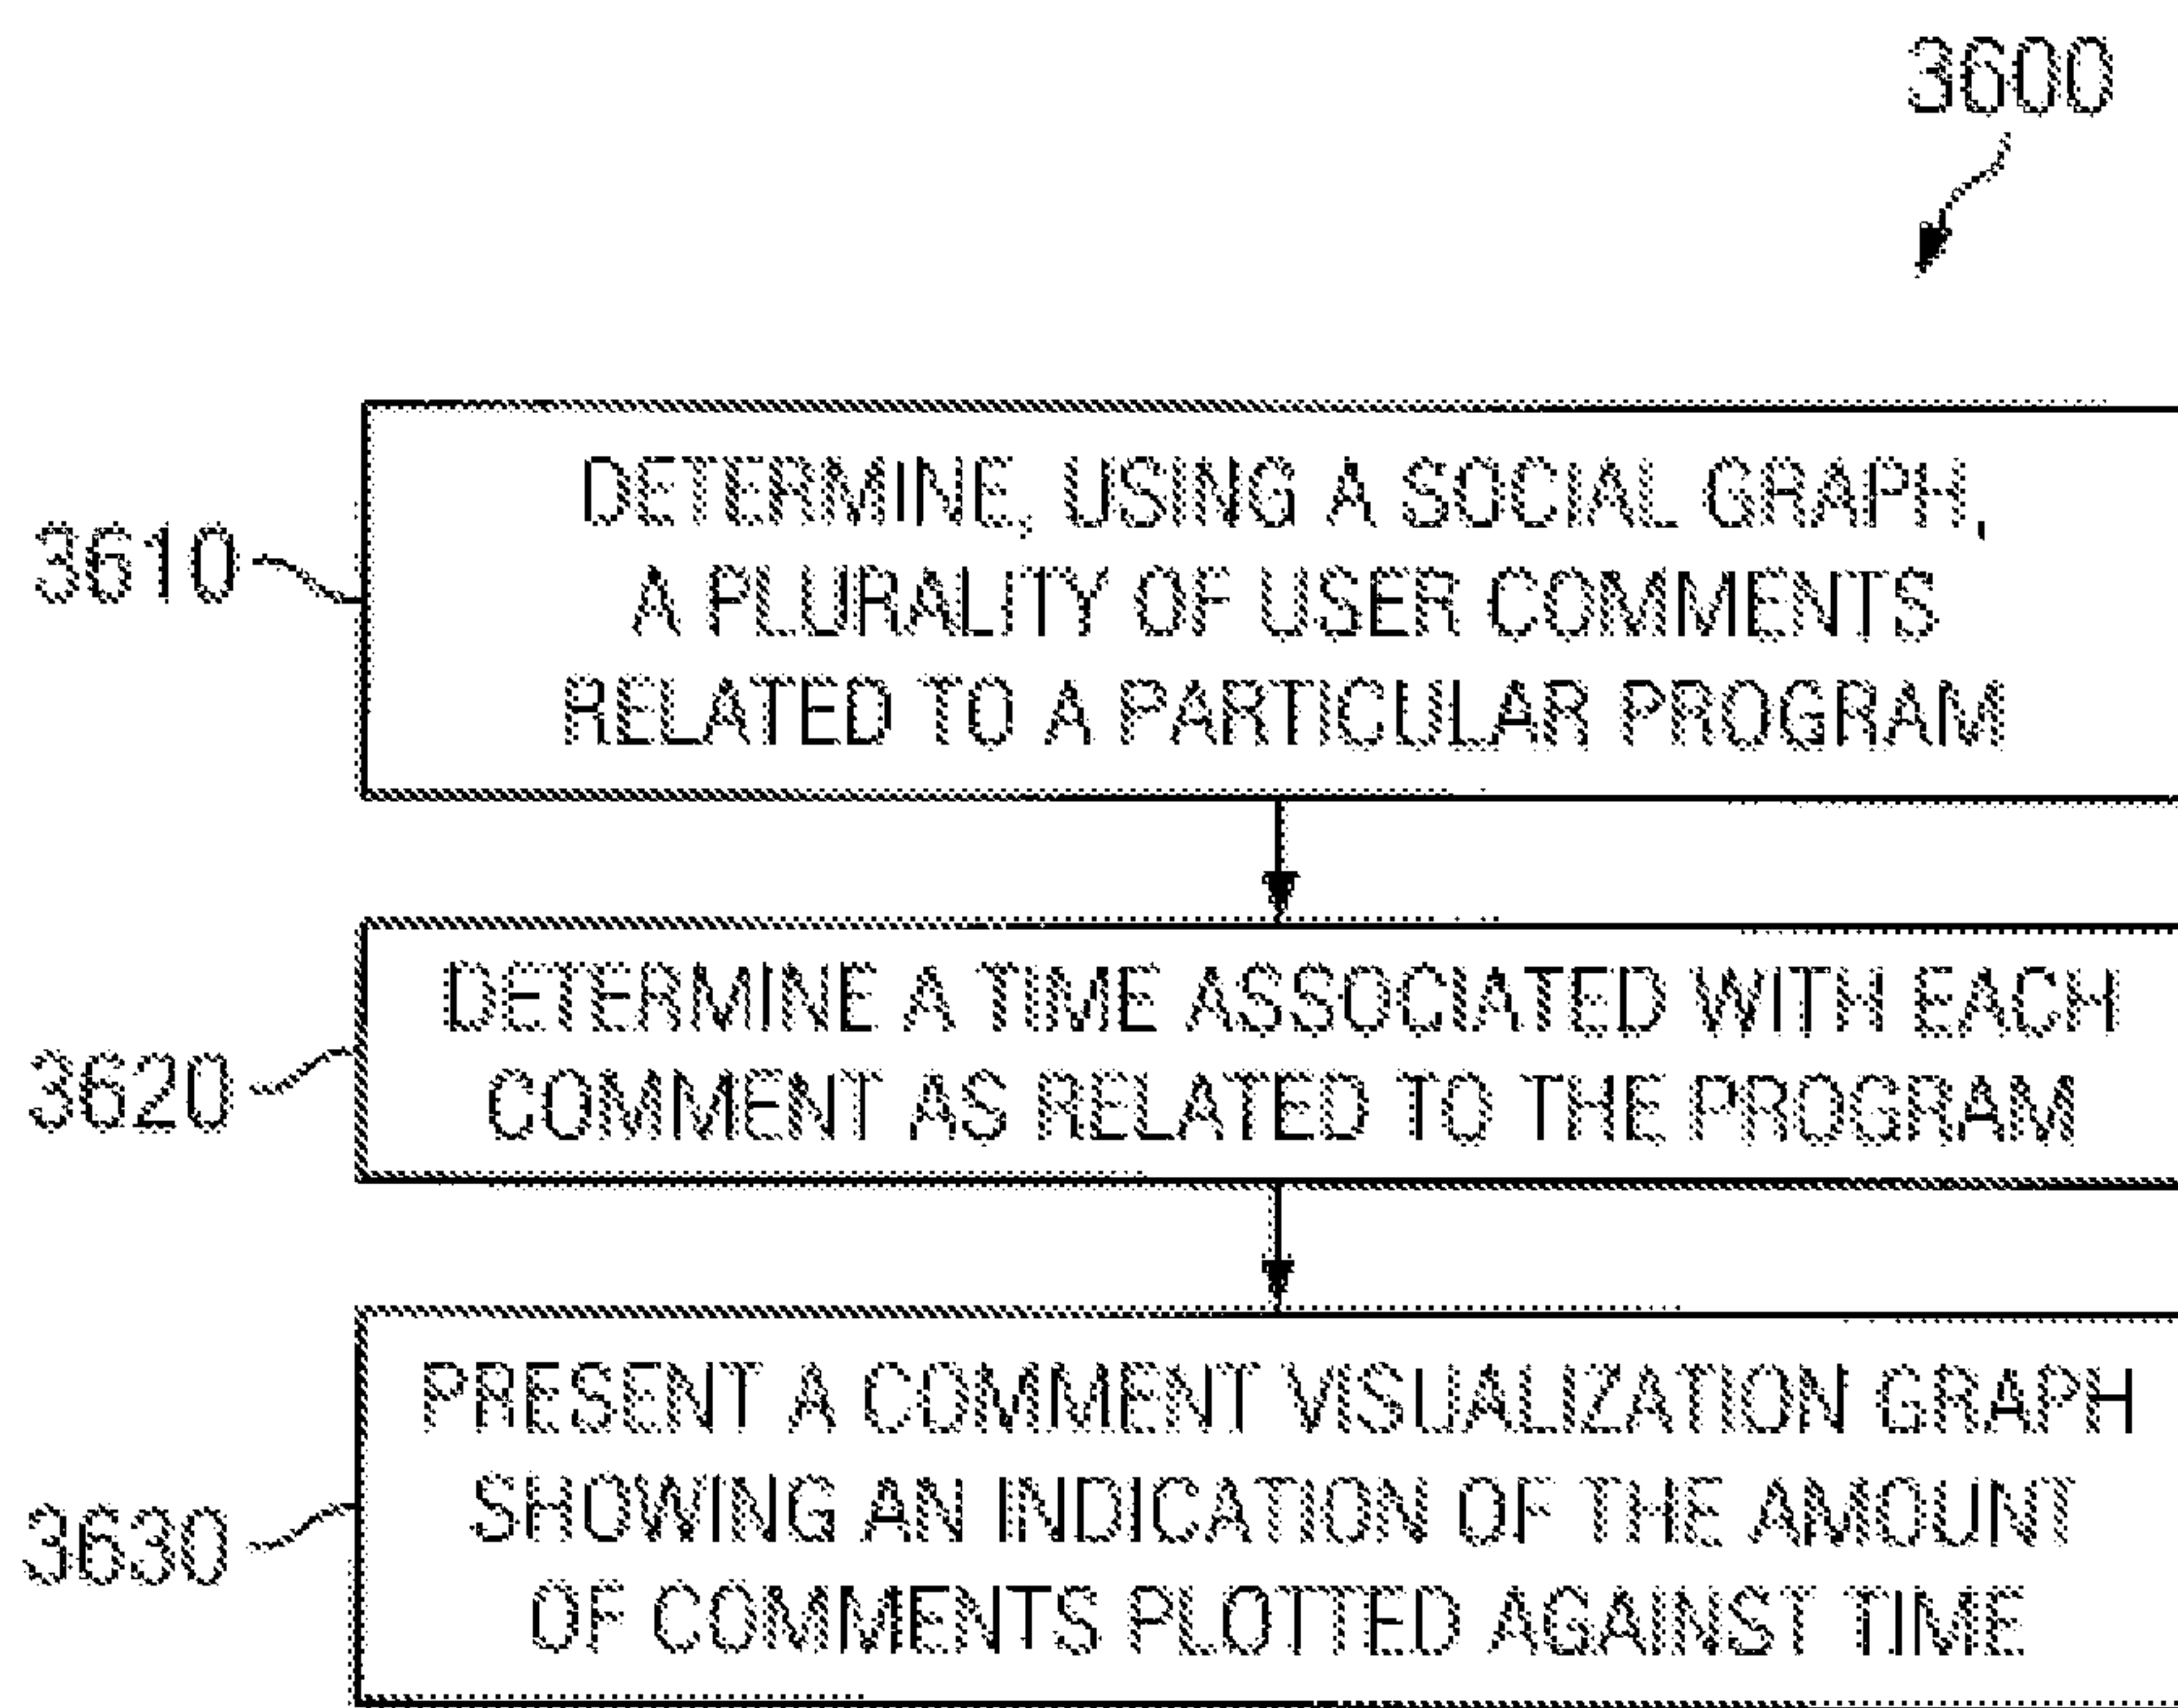 3600
3610
DETERMINE, USING A SOCIAL GRAPH,
A PLURALITY OF USER COMMENTS
RELATED TO A PARTICULAR PROGRAM
3620
DETERMINE A TIME ASSOCIATED WITH EACH
COMMENT AS RELATED TO THE PROGRAM
3630
PRESENT A COMMENT VISUALIZATION GRAPH
SHOWING AN INDICATION OF THE AMOUNT
OF COMMENTS PLOTTED AGAINST TIME